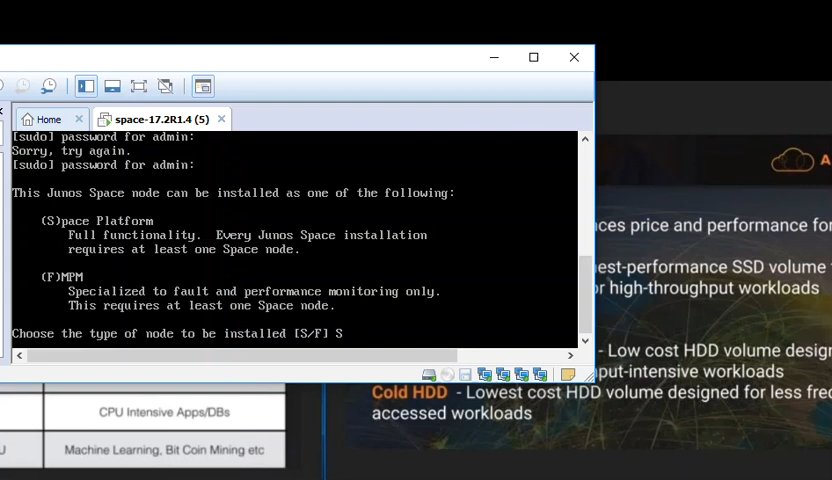 Home
space-17.2R1.4 (5)
[sudo] password for admin:
Sorry, try again.
[sudo] password for admin:
This Junos Space node can be installed as one of the following:
(S)pace Platform
Full functionality.  Every Junos Space installation
requires at least one Space node.
(F)MPM
Specialized to fault and performance monitoring only.
This requires at least one Space node.
Choose the type of node to be installed [S/F] S
A
ces price and performance for
est-performance SSD volume
r high-throughput workloads
- Low cost HDD volume design
put-intensive workloads
Cold HDD - Lowest cost HDD volume designed for less fre
accessed workloads
CPU Intensive Apps/DBs
U
Machine Learning, Bit Coin Mining etc